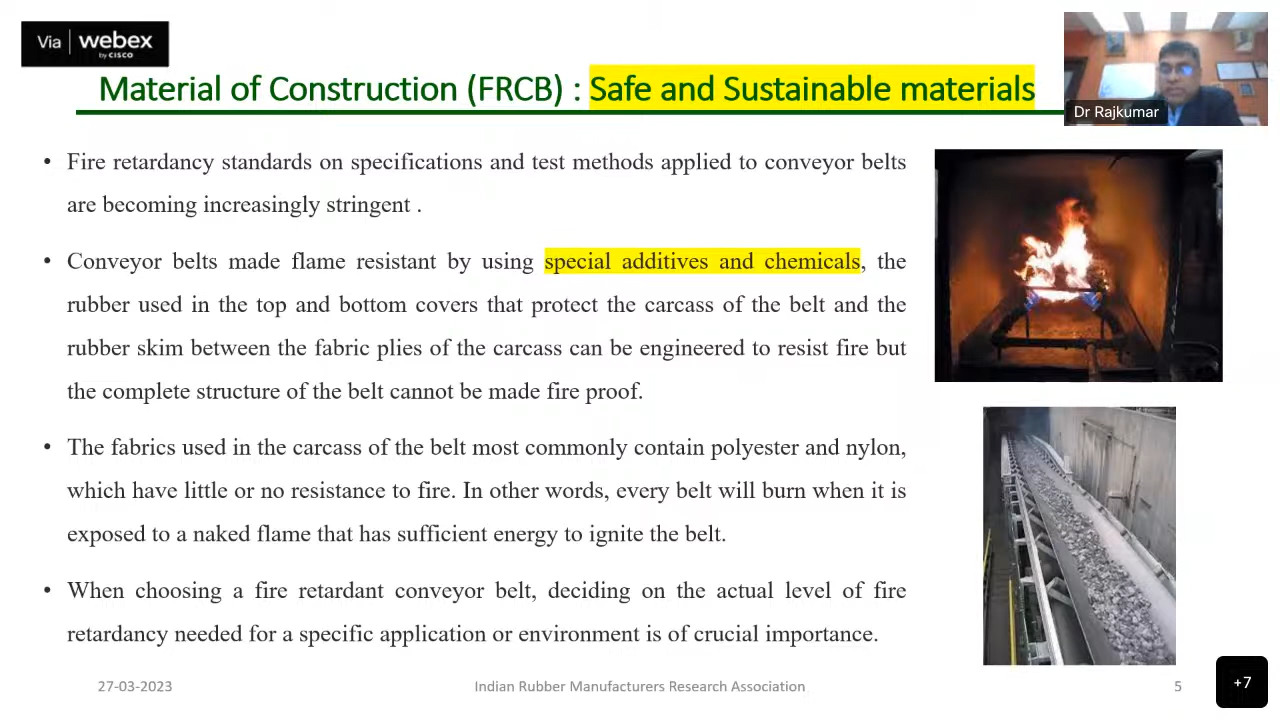 Via webex
by CISCO
Material of Construction (FRCB) : Safe and Sustainable materials
Dr Rajkumar
• Fire retardancy standards on specifications and test methods applied to conveyor belts
are becoming increasingly stringent .
• Conveyor belts made flame resistant by using special additives and chemicals, the
rubber used in the top and bottom covers that protect the carcass of the belt and the
rubber skim between the fabric plies of the carcass can be engineered to resist fire but
the complete structure of the belt cannot be made fire proof.
• The fabrics used in the carcass of the belt most commonly contain polyester and nylon,
which have little or no resistance to fire. In other words, every belt will burn when it is
exposed to a naked flame that has sufficient energy to ignite the belt.
• When choosing a fire retardant conveyor belt, deciding on the actual level of fire
retardancy needed for a specific application or environment is of crucial importance.
27-03-2023
Indian Rubber Manufacturers Research Association
5
+7